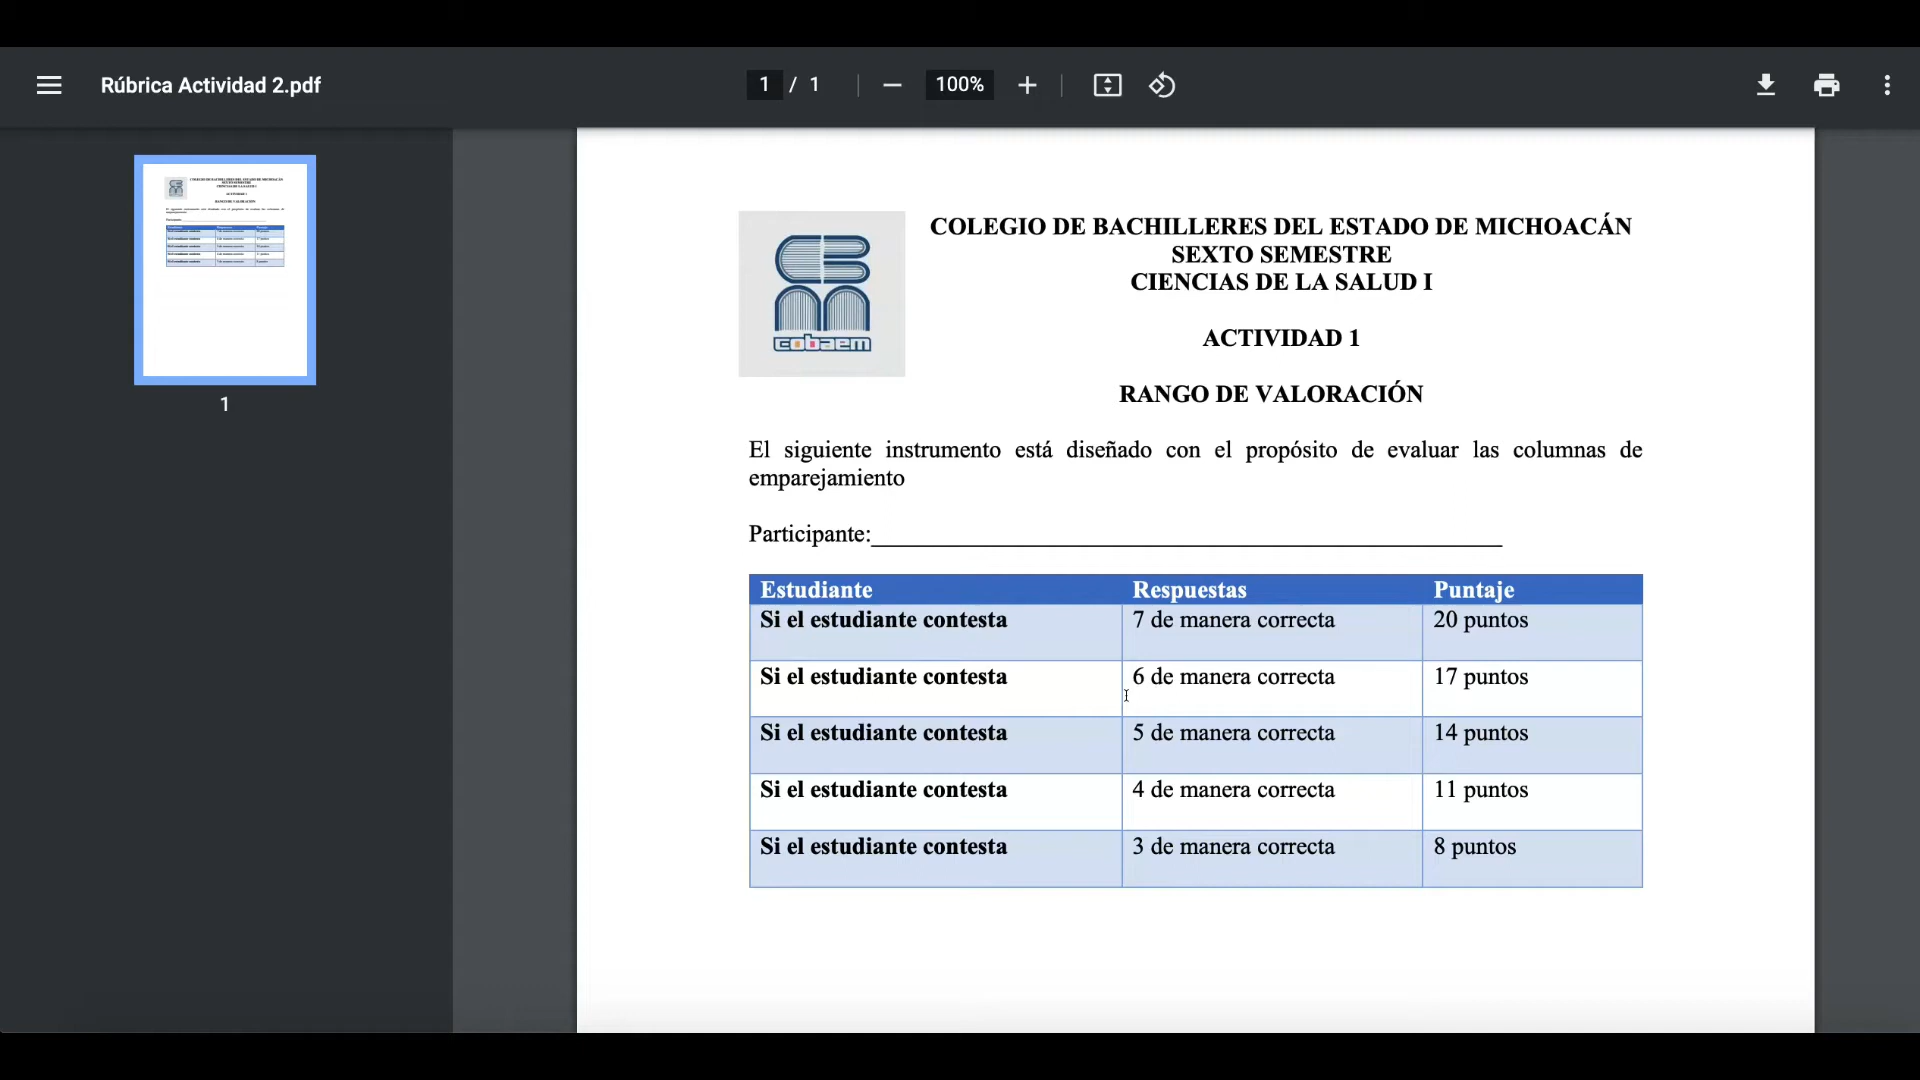 Rúbrica Actividad 2.pdf
1 / 1
100%
1
cobaem
COLEGIO DE BACHILLERES DEL ESTADO DE MICHOACÁN
SEXTO SEMESTRE
CIENCIAS DE LA SALUD I
ACTIVIDAD 1
RANGO DE VALORACIÓN
El siguiente instrumento está diseñado con el propósito de evaluar las columnas de
emparejamiento
Participante:
Estudiante Respuestas Puntaje
Si el estudiante contesta 7 de manera correcta 20 puntos
Si el estudiante contesta 6 de manera correcta 17 puntos
Si el estudiante contesta 5 de manera correcta 14 puntos
Si el estudiante contesta 4 de manera correcta 11 puntos
Si el estudiante contesta 3 de manera correcta 8 puntos